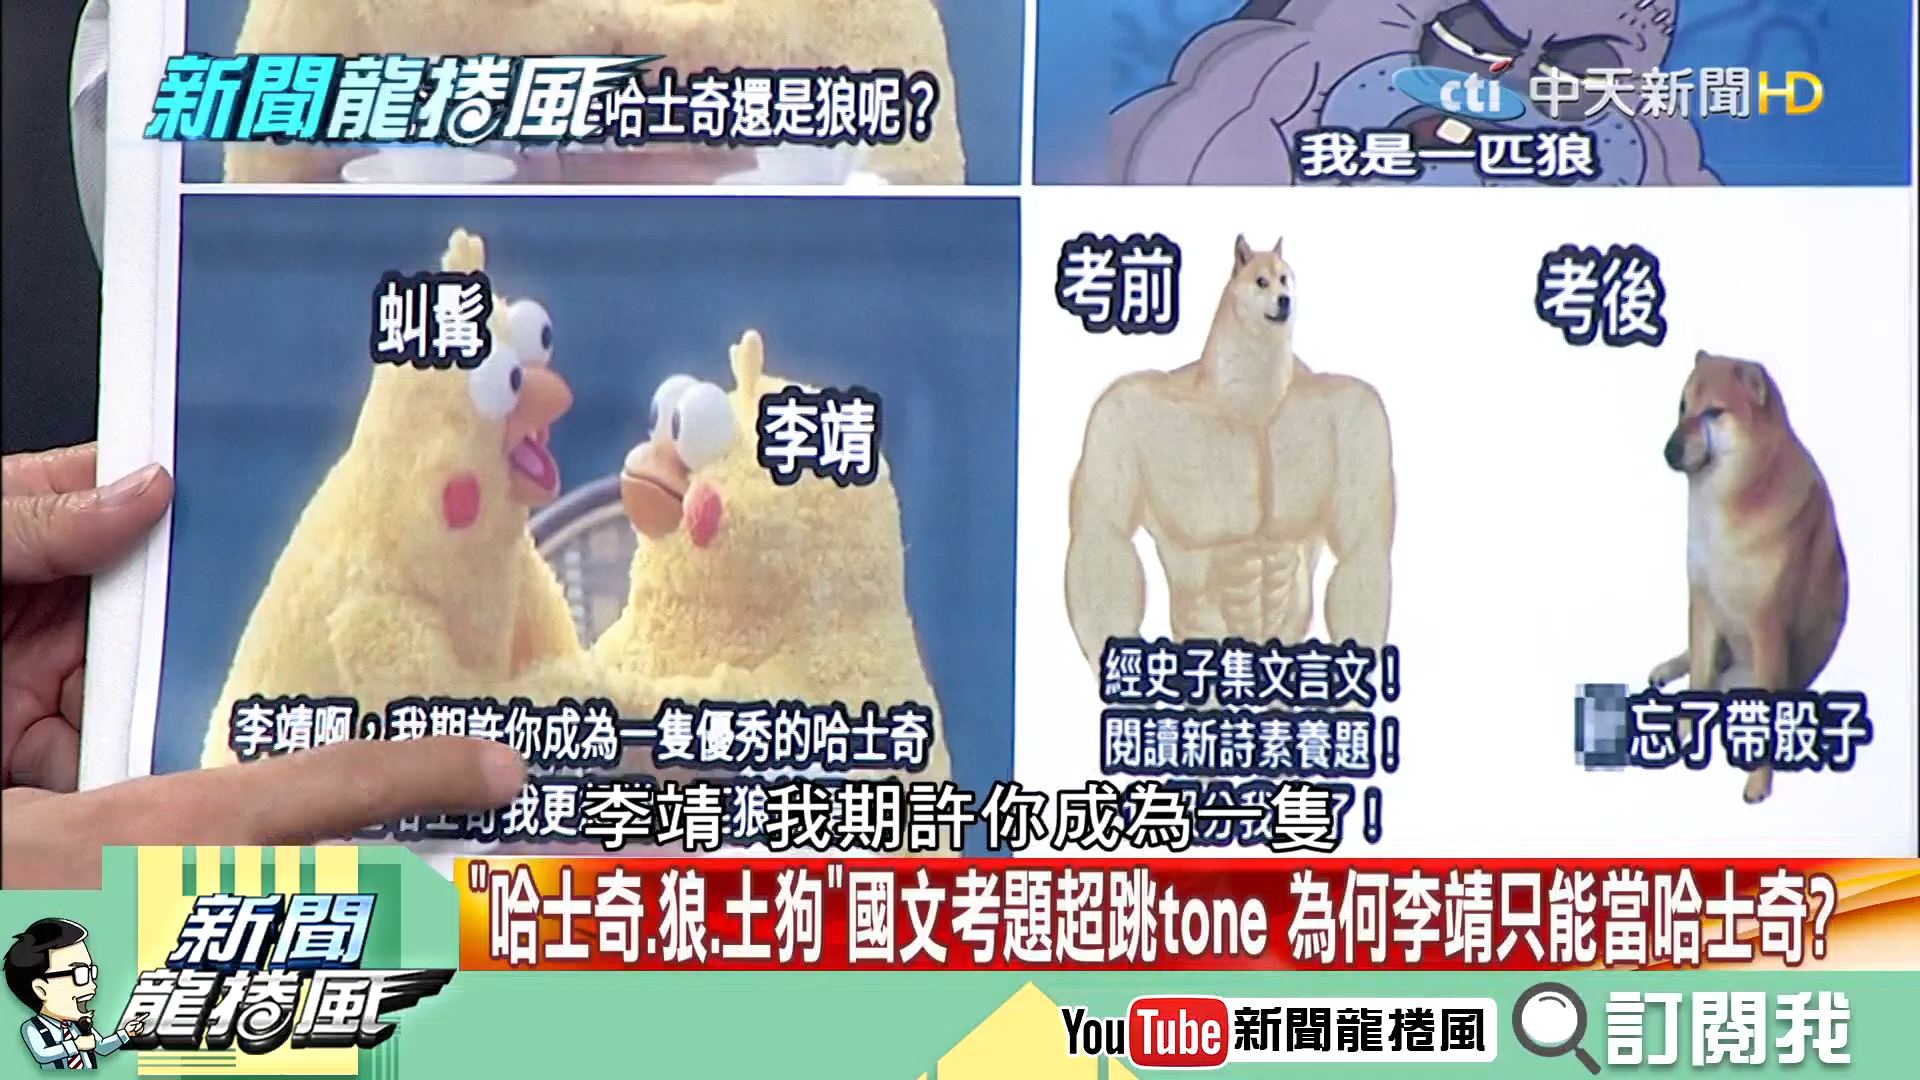 新聞龍捲風
哈士奇還是狼呢？
cti 中天新聞HD
我是一匹狼
虯髯
李靖
李靖啊，我期許你成為一隻優秀的哈士奇
我更
狼
考前
經史子集文言文！
閱讀新詩素養題！
分我
了！
考後
忘了帶骰子
李靖 我期許你成為一隻
"哈士奇.狼.土狗"國文考題超跳tone 為何李靖只能當哈士奇?
新聞
龍捲風
YouTube 新聞龍捲風
訂閱我